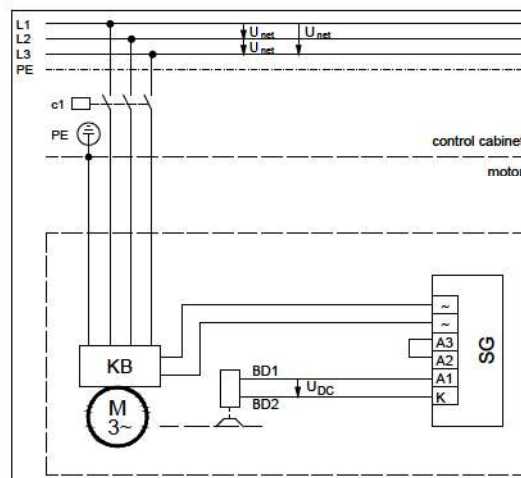 L1
U net U net
L2
U net
L3
PE
c1
PE
control cabinet
motor
~
~
A3
KB
A2
SG
BD1
A1
U DC
M
3~
BD2
K